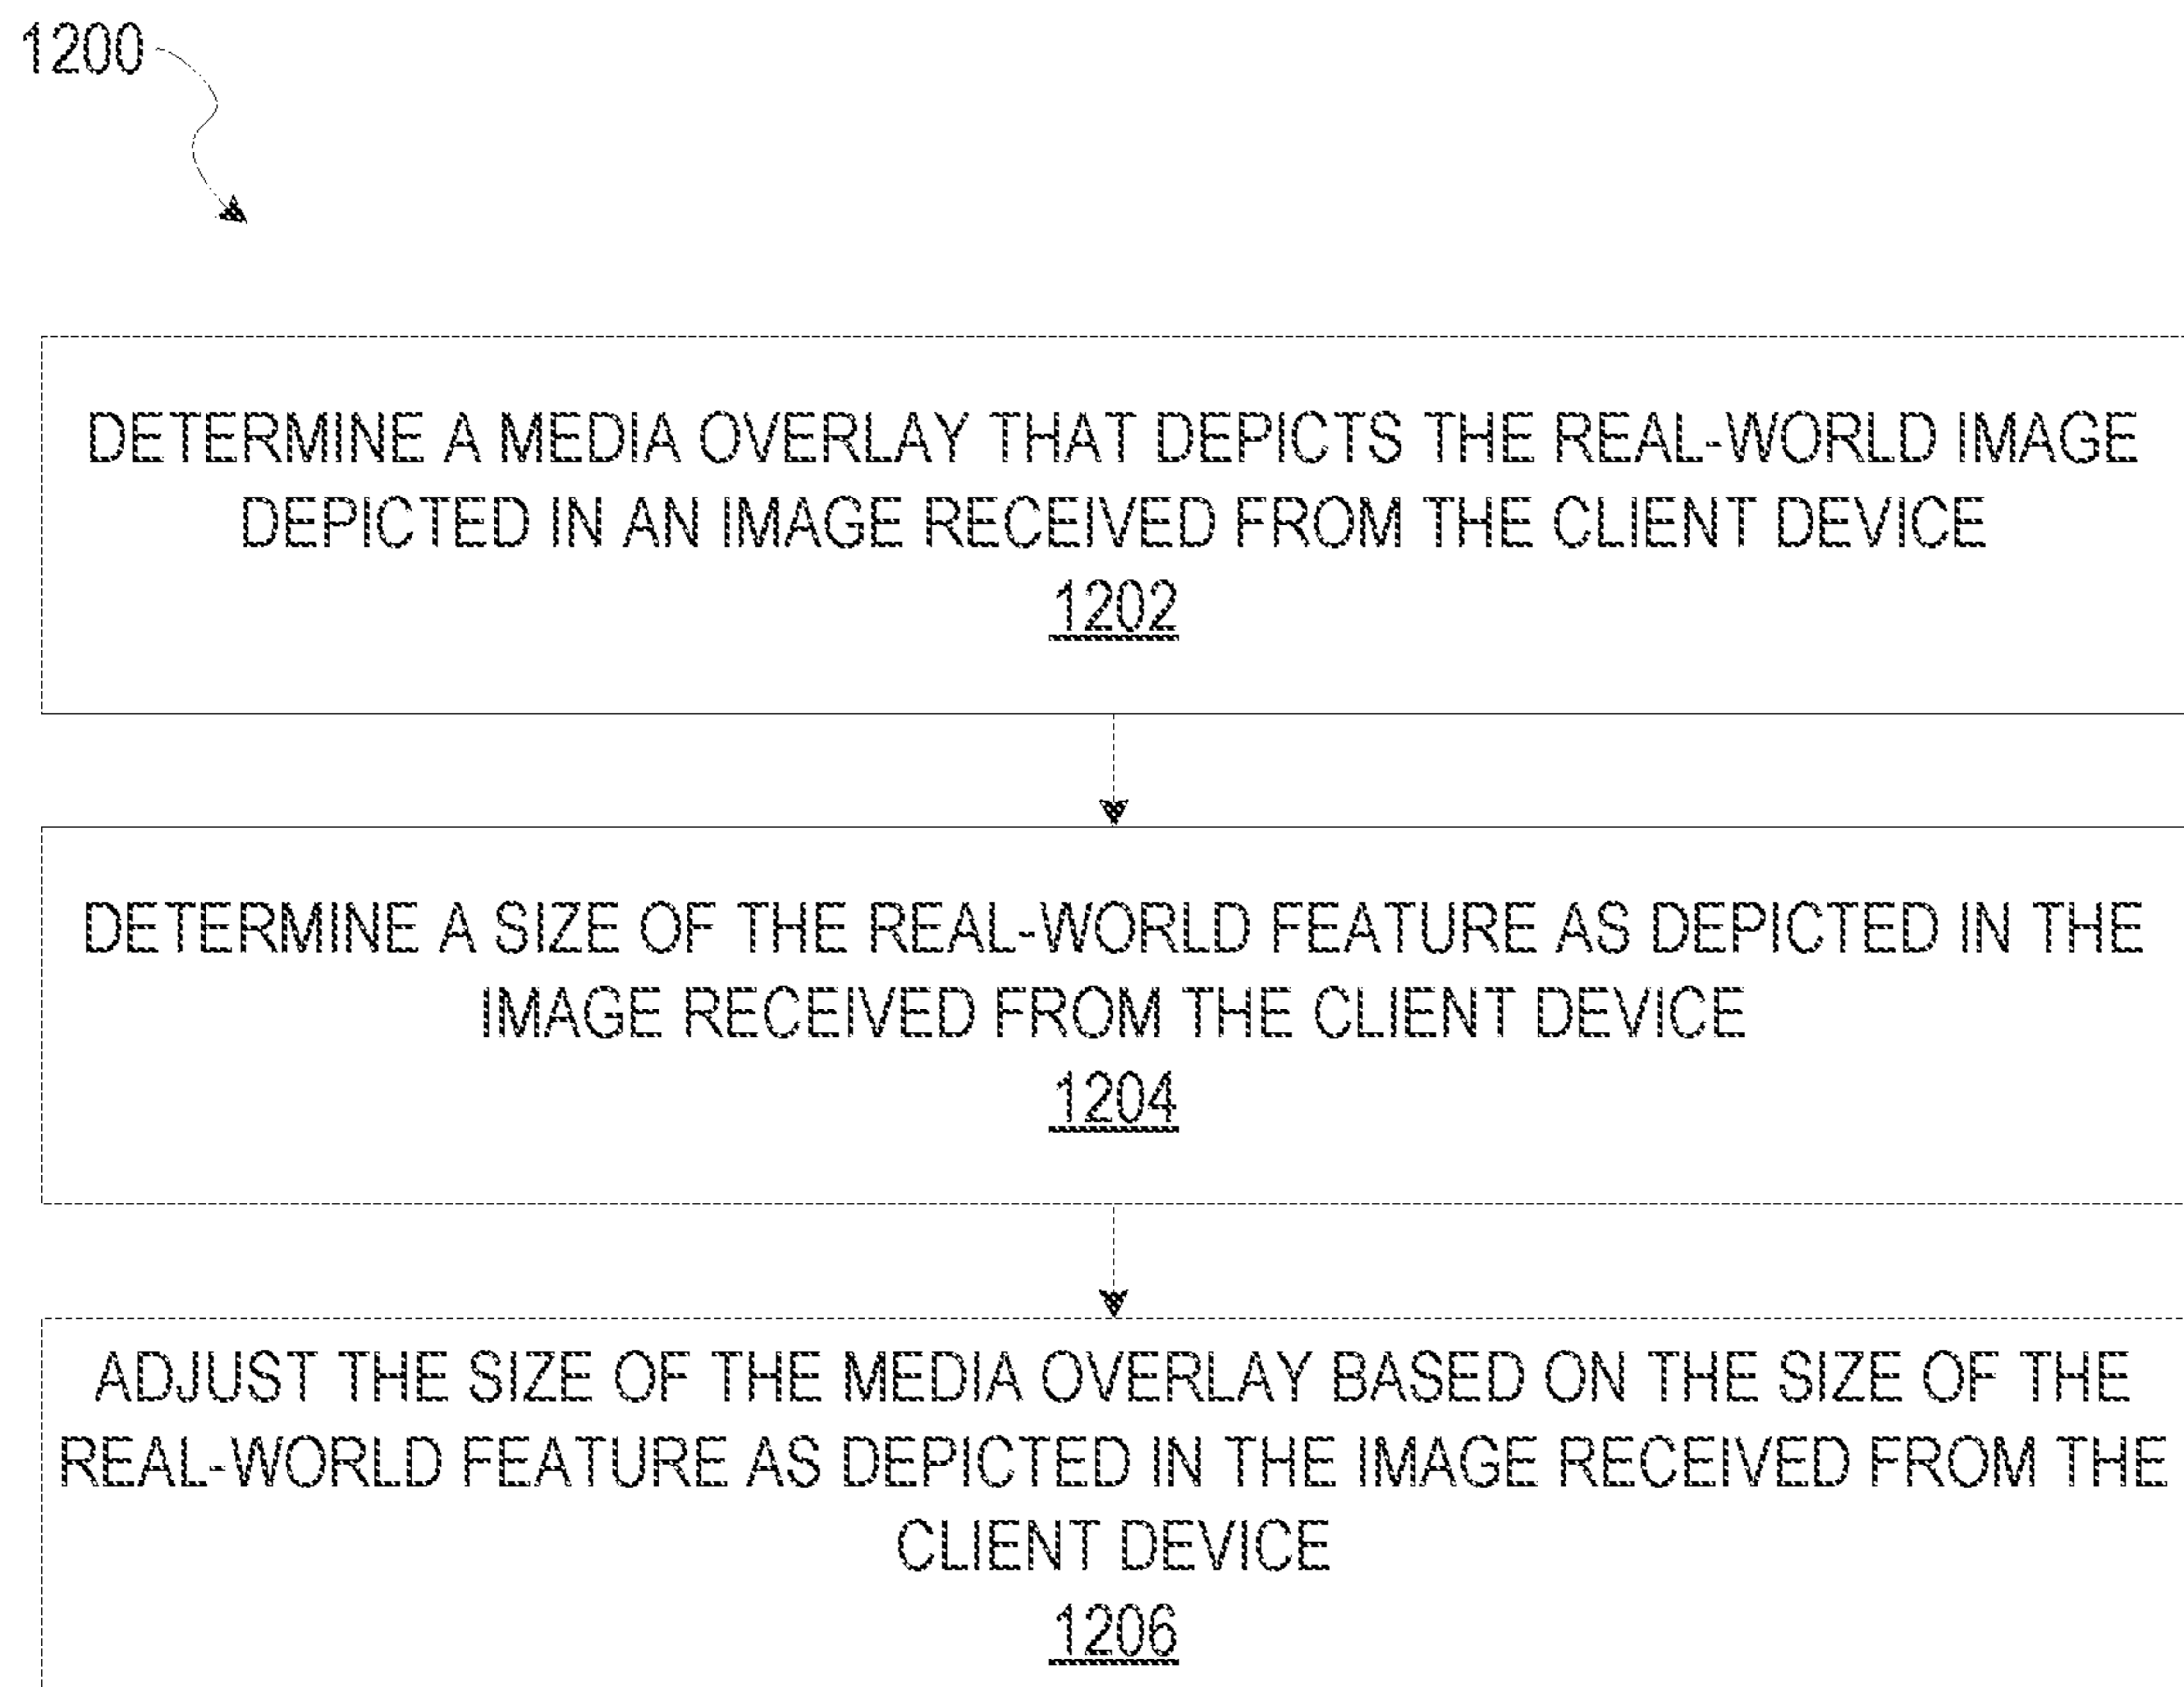 1200
DETERMINE A MEDIA OVERLAY THAT DEPICTS THE REAL-WORLD IMAGE
DEPICTED IN AN IMAGE RECEIVED FROM THE CLIENT DEVICE
1202
DETERMINE A SIZE OF THE REAL-WORLD FEATURE AS DEPICTED IN THE
IMAGE RECEIVED FROM THE CLIENT DEVICE
1204
ADJUST THE SIZE OF THE MEDIA OVERLAY BASED ON THE SIZE OF THE
REAL-WORLD FEATURE AS DEPICTED IN THE IMAGE RECEIVED FROM THE
CLIENT DEVICE
1206